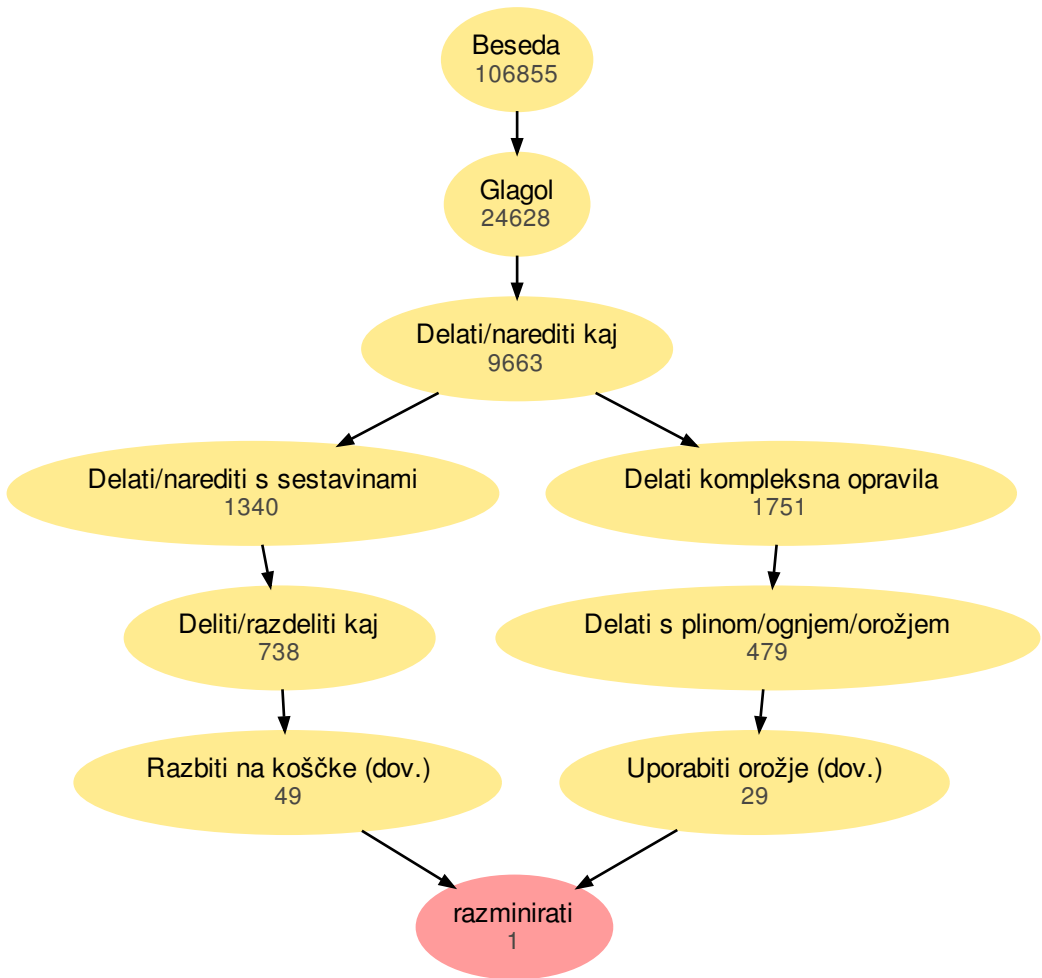 Beseda
106855
Glagol
24628
Delati/narediti kaj
9663
Delati/narediti s sestavinami
1340
Delati kompleksna opravila
1751
Deliti/razdeliti kaj
738
Delati s plinom/ognjem/orožjem
479
Razbiti na koščke (dov.)
49
Uporabiti orožje (dov.)
29
razminirati
1